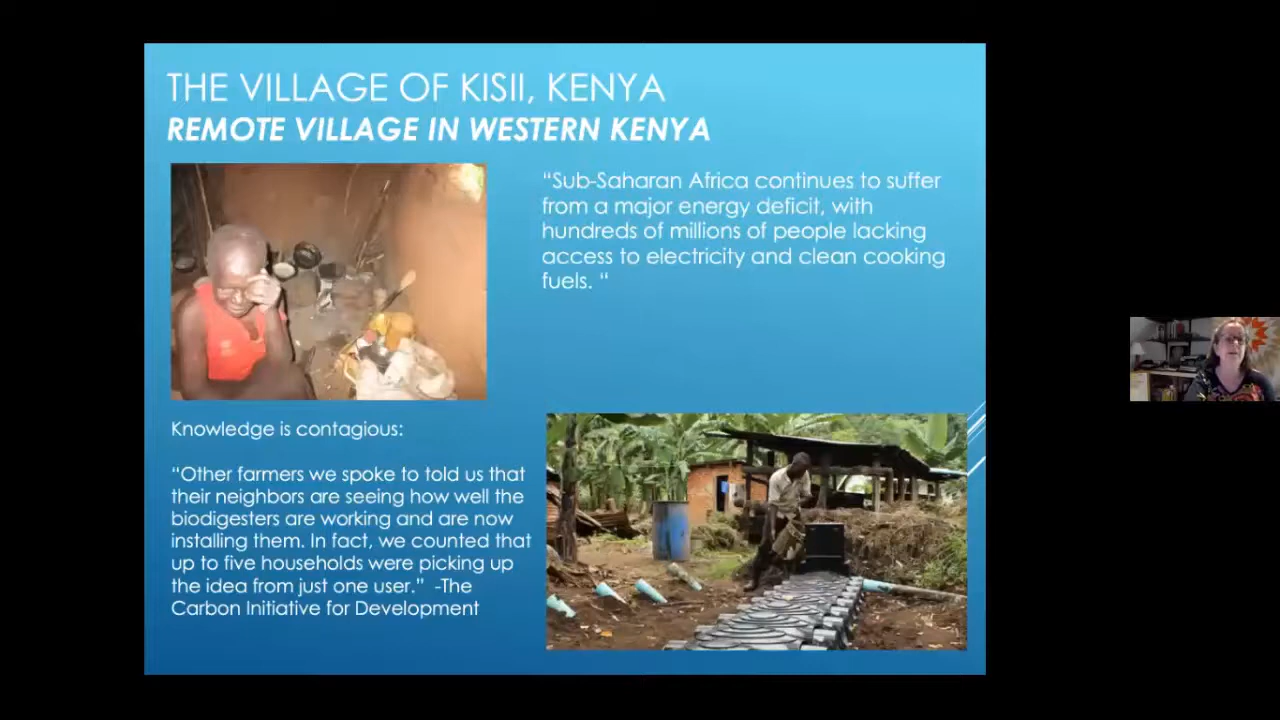 THE VILLAGE OF KISII, KENYA
REMOTE VILLAGE IN WESTERN KENYA
“Sub-Saharan Africa continues to suffer
from a major energy deficit, with
hundreds of millions of people lacking
access to electricity and clean cooking
fuels. “
Knowledge is contagious:
“Other farmers we spoke to told us that
their neighbors are seeing how well the
biodigesters are working and are now
installing them. In fact, we counted that
up to five households were picking up
the idea from just one user.” -The
Carbon Initiative for Development